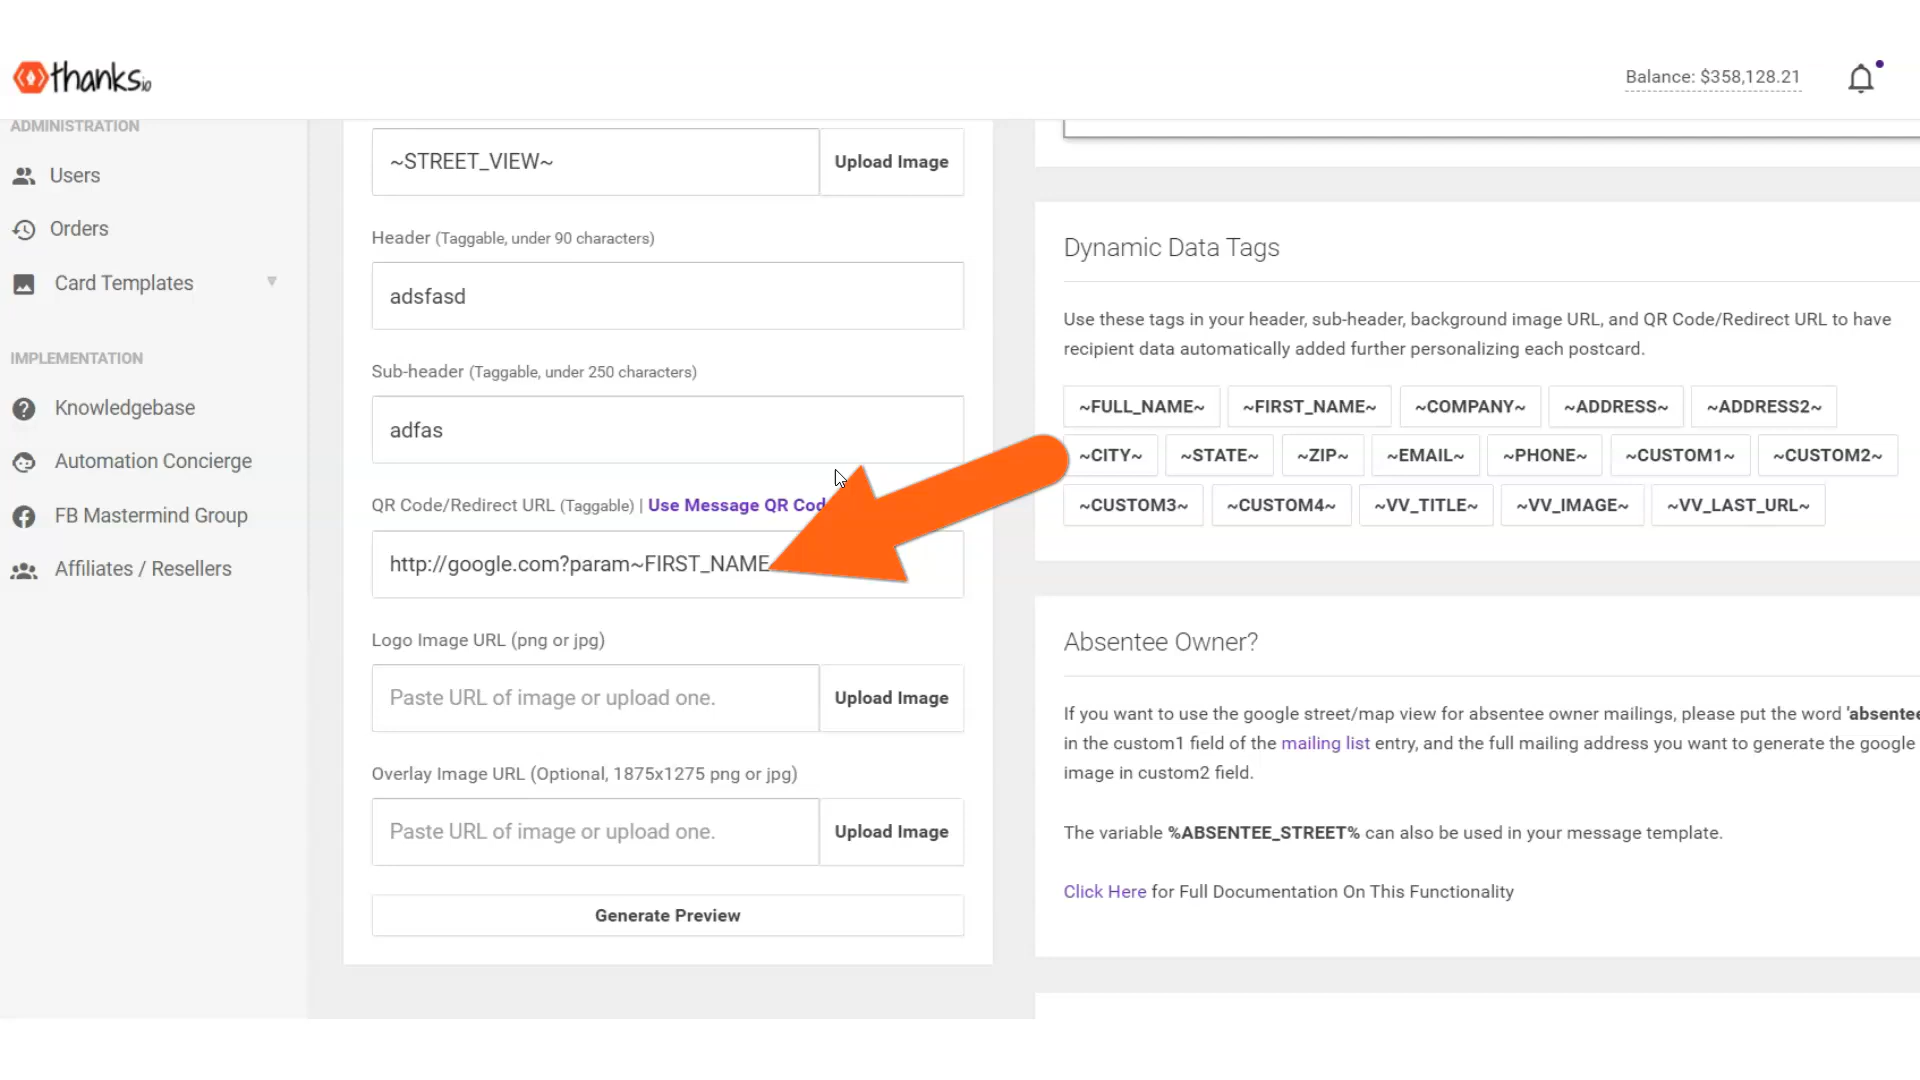 thanks.io
Balance: $358,128.21
ADMINISTRATION
Users
Orders
Card Templates
IMPLEMENTATION
Knowledgebase
Automation Concierge
FB Mastermind Group
Affiliates / Resellers
~STREET_VIEW~
Upload Image
Header (Taggable, under 90 characters)
adsfasd
Sub-header (Taggable, under 250 characters)
adfas
QR Code/Redirect URL (Taggable) | Use Message QR Cod
http://google.com?param~FIRST_NAME
Logo Image URL (png or jpg)
Paste URL of image or upload one.
Upload Image
Overlay Image URL (Optional, 1875x1275 png or jpg)
Paste URL of image or upload one.
Upload Image
Generate Preview
Dynamic Data Tags
Use these tags in your header, sub-header, background image URL, and QR Code/Redirect URL to have
recipient data automatically added further personalizing each postcard.
~FULL_NAME~ ~FIRST_NAME~ ~COMPANY~ ~ADDRESS~ ~ADDRESS2~
~CITY~ ~STATE~ ~ZIP~ ~EMAIL~ ~PHONE~ ~CUSTOM1~ ~CUSTOM2~
~CUSTOM3~ ~CUSTOM4~ ~VV_TITLE~ ~VV_IMAGE~ ~VV_LAST_URL~
Absentee Owner?
If you want to use the google street/map view for absentee owner mailings, please put the word 'absentee
in the custom1 field of the mailing list entry, and the full mailing address you want to generate the google
image in custom2 field.
The variable %ABSENTEE_STREET% can also be used in your message template.
Click Here for Full Documentation On This Functionality